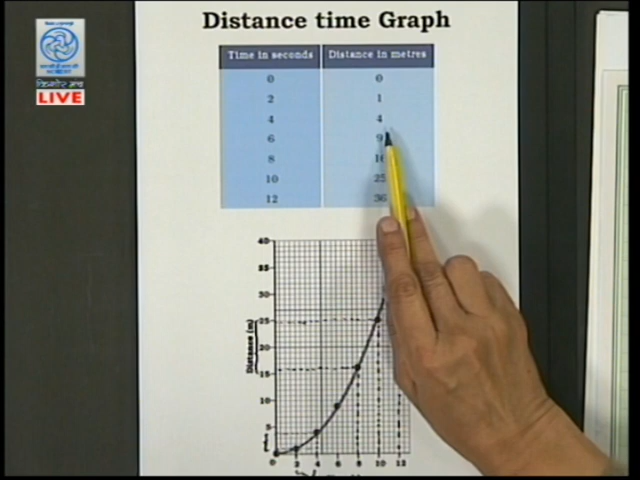 Distance time Graph
Time in seconds Distance in metres
0 0
2 1
4 4
6 9
8 16
10 25
12 36
किशोर मंच
LIVE
40
35
30
25
20
15
10
5
Distance (m)
0 2 4 6 8 10 12